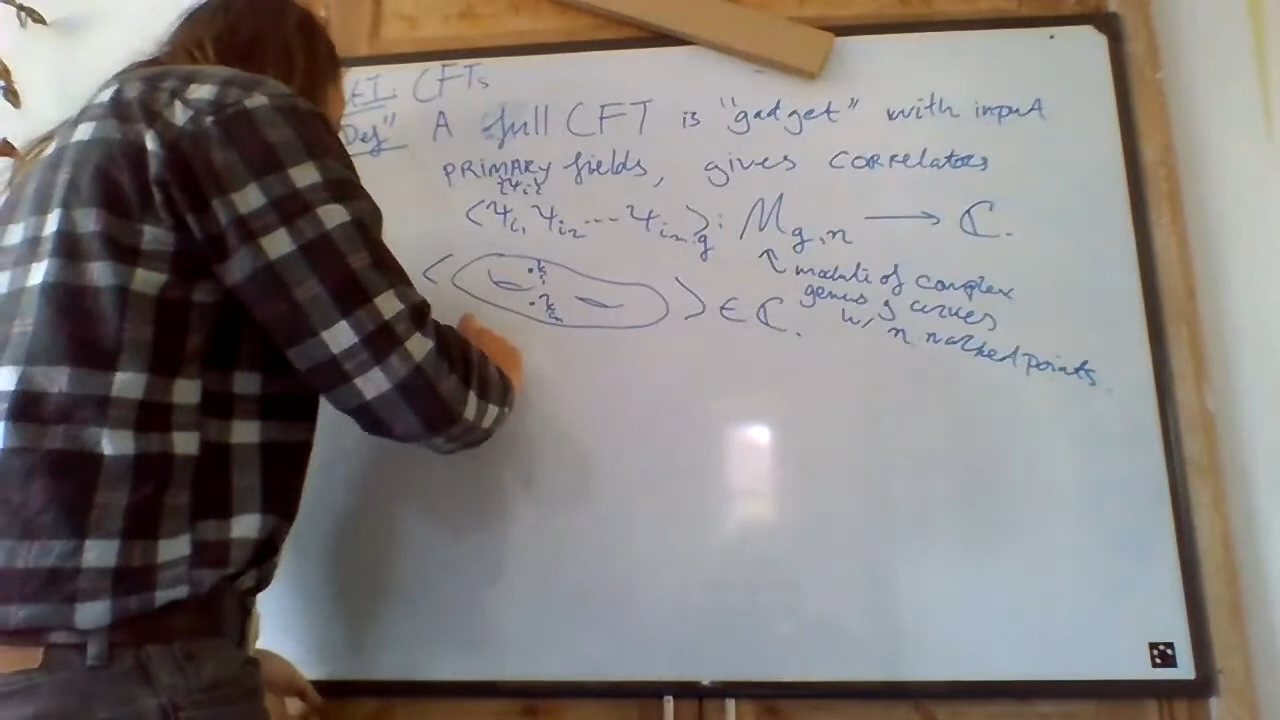 EI: CFTs
Def" A full CFT is "gadget" with input
PRIMARY fields, gives correlators
{Ψi}
⟨Ψi₁ Ψi₂ ... Ψiₙ⟩g : Mg,n → ℂ.
⟨ ⟩ ∈ ℂ.
moduli of complex
genus g curves
w/ n marked points